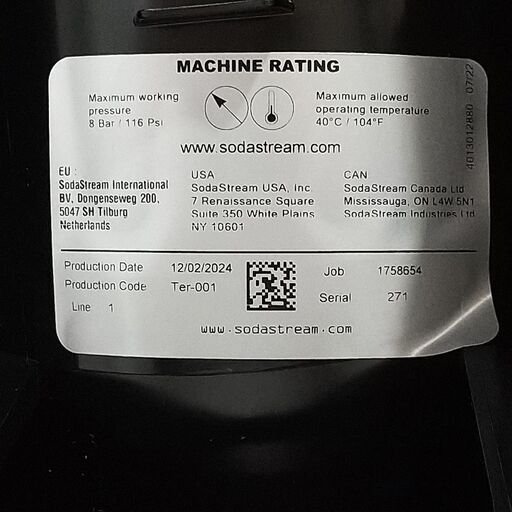 MACHINE RATING
Maximum working pressure
8 Bar / 116 Psi
Maximum allowed operating temperature
40°C / 104°F
4013012880 07/22
www.sodastream.com
EU :
SodaStream International
BV, Dongenseweg 200,
5047 SH Tilburg
Netherlands
USA
SodaStream USA, Inc.
7 Renaissance Square
Suite 350 White Plains
NY 10601
CAN
SodaStream Canada Ltd
Mississauga, ON L4W 5N1
SodaStream Industries Ltd
Production Date 12/02/2024
Production Code Ter-001
Line 1
Job 1758654
Serial 271
www.sodastream.com